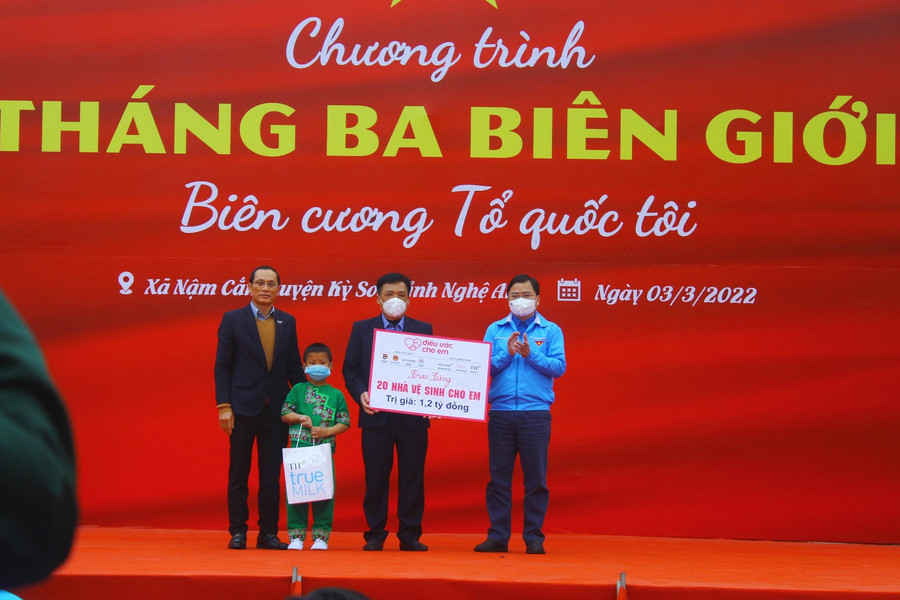 Chương trình
THÁNG BA BIÊN GIỚI
Biên cương Tổ quốc tôi
Xã Nậm Cắn
Kỳ Sơn
tỉnh Nghệ An
Ngày 03/3/2022
điều ước
cho em
Trao tặng
20 NHÀ VỆ SINH CHO EM
Trị giá: 1,2 tỷ đồng
TH
true
MILK